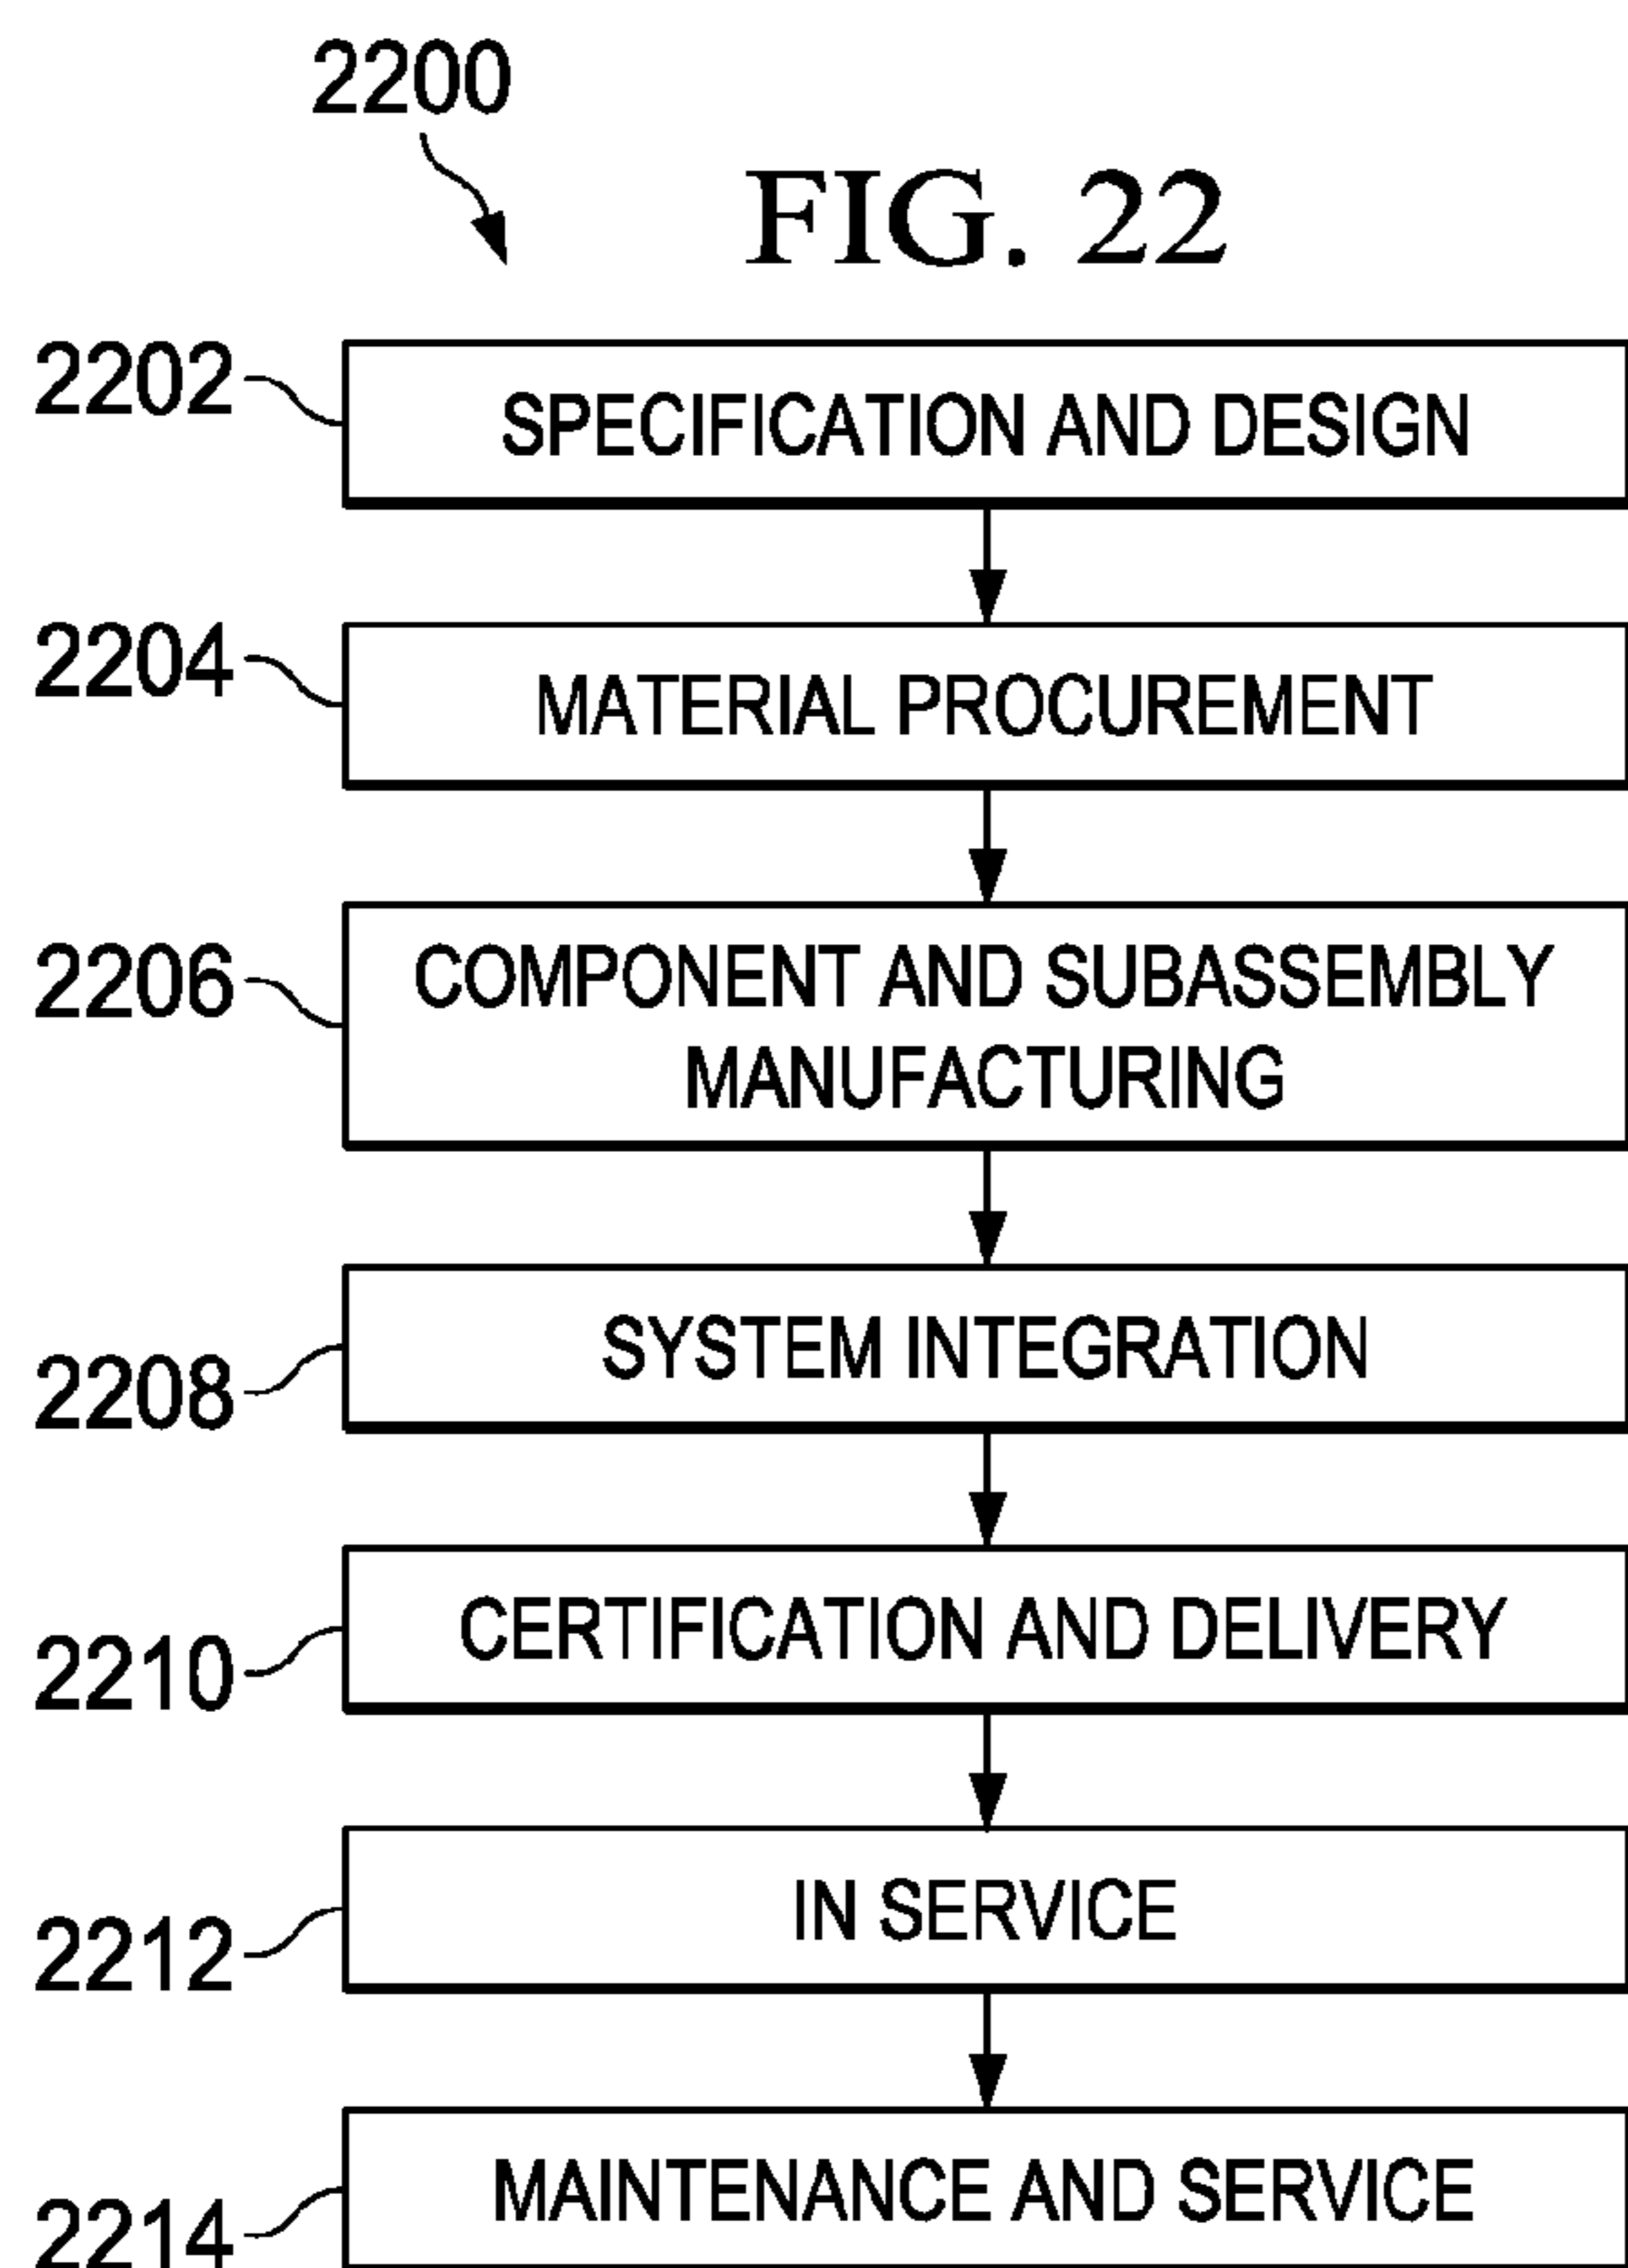 2200
FIG. 22
2202
SPECIFICATION AND DESIGN
2204
MATERIAL PROCUREMENT
2206
COMPONENT AND SUBASSEMBLY
MANUFACTURING
2208
SYSTEM INTEGRATION
2210
CERTIFICATION AND DELIVERY
2212
IN SERVICE
2214
MAINTENANCE AND SERVICE